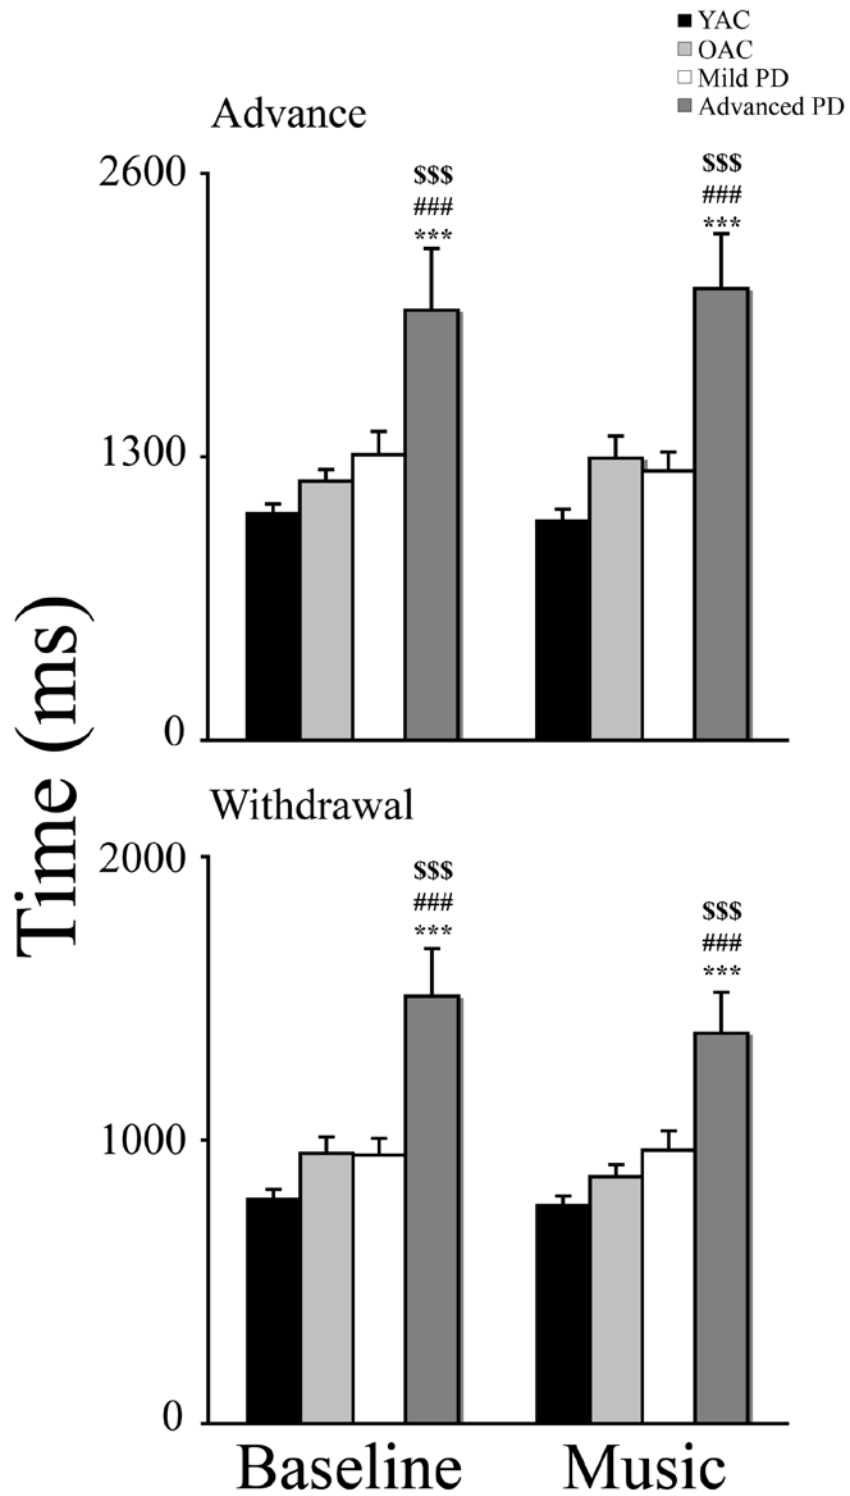 YAC
OAC
Mild PD
Advanced PD
Advance
2600
$$$
###
***
$$$
###
***
1300
0
Time (ms)
Withdrawal
2000
$$$
###
***
$$$
###
***
1000
0
Baseline Music